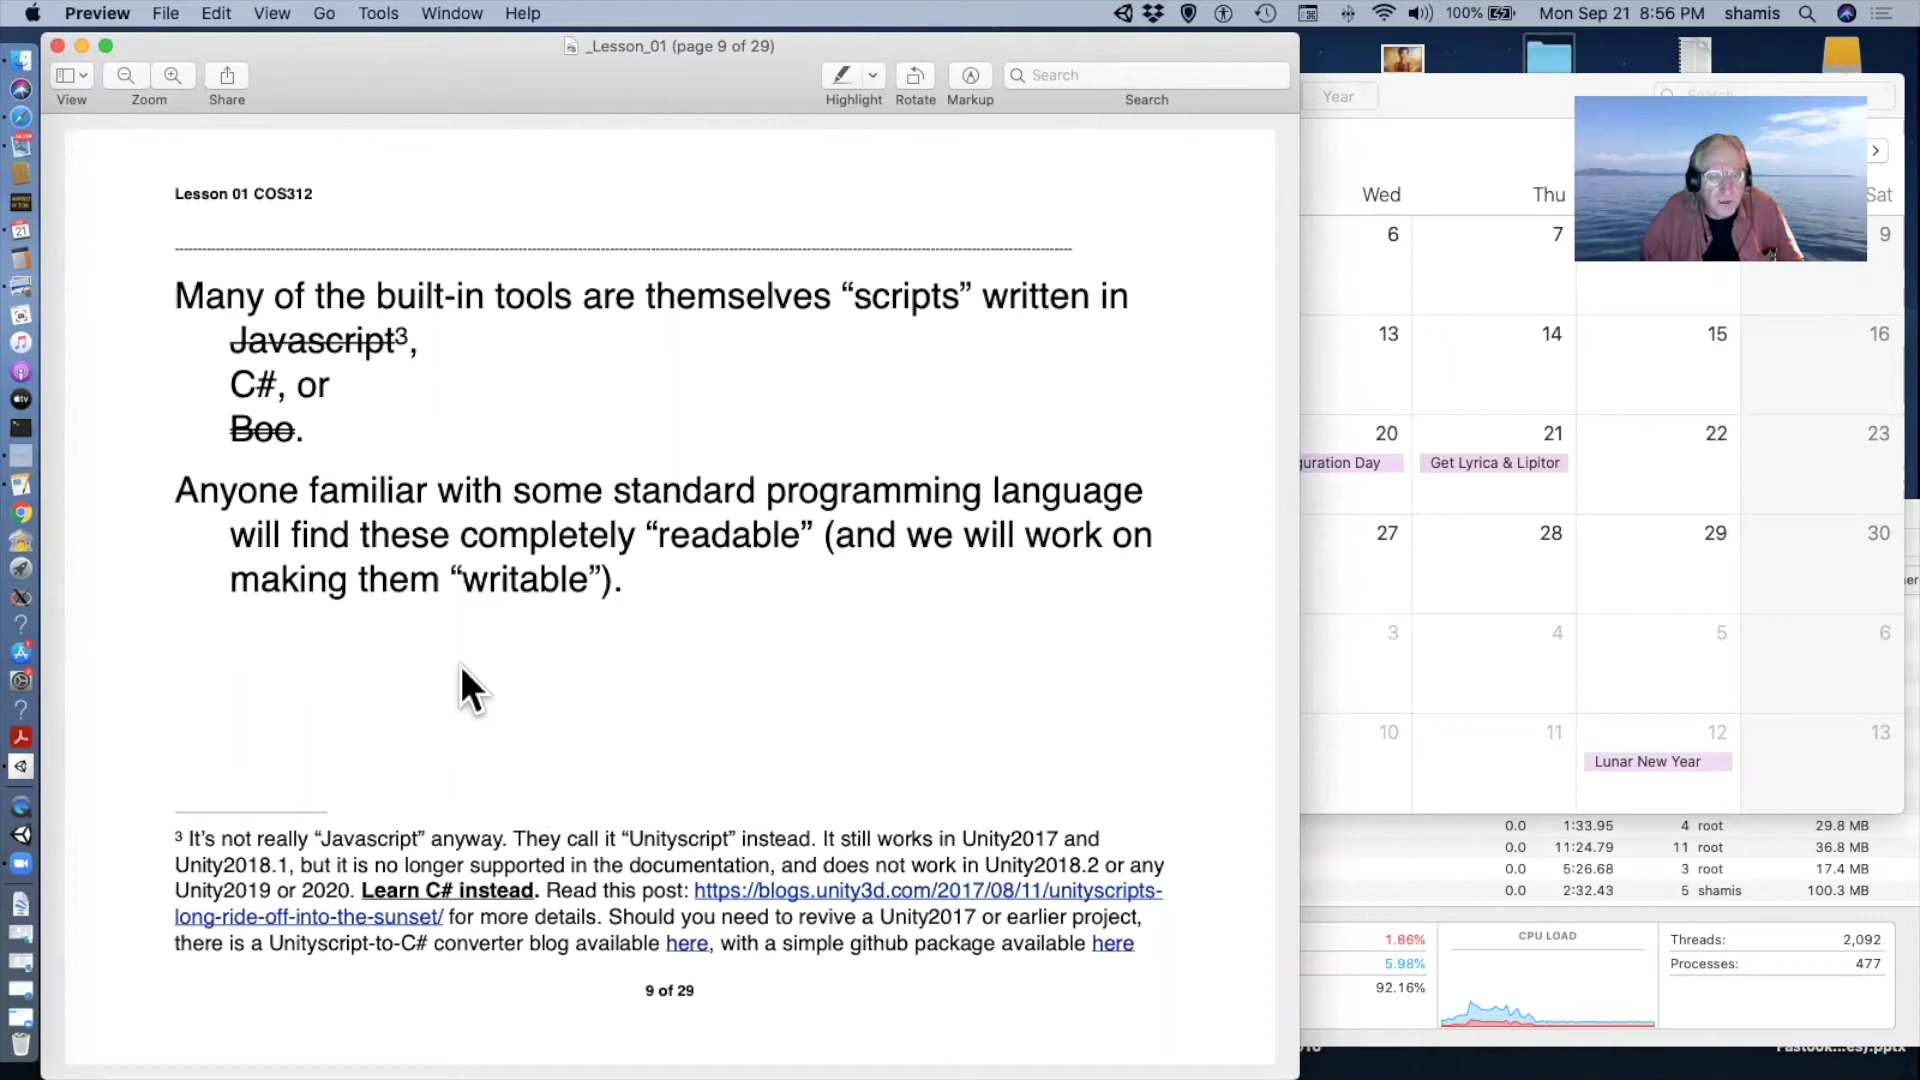 Preview File Edit View Go Tools Window Help
100% Mon Sep 21 8:56 PM shamis
_Lesson_01 (page 9 of 29)
Search
View Zoom Share Highlight Rotate Markup Search
Lesson 01 COS312
Many of the built-in tools are themselves “scripts” written in
Javascript³,
C#, or
Boo.
Anyone familiar with some standard programming language
will find these completely “readable” (and we will work on
making them “writable”).
³ It’s not really “Javascript” anyway. They call it “Unityscript” instead. It still works in Unity2017 and
Unity2018.1, but it is no longer supported in the documentation, and does not work in Unity2018.2 or any
Unity2019 or 2020. Learn C# instead. Read this post: https://blogs.unity3d.com/2017/08/11/unityscripts-
long-ride-off-into-the-sunset/ for more details. Should you need to revive a Unity2017 or earlier project,
there is a Unityscript-to-C# converter blog available here, with a simple github package available here
9 of 29
Year
Search
Wed Thu Sat
6 7 9
13 14 15 16
20 21 22 23
guration Day Get Lyrica & Lipitor
27 28 29 30
3 4 5 6
10 11 12 13
Lunar New Year
0.0 1:33.95 4 root 29.8 MB
0.0 11:24.79 11 root 36.8 MB
0.0 5:26.68 3 root 17.4 MB
0.0 2:32.43 5 shamis 100.3 MB
1.86% CPU LOAD Threads: 2,092
5.98% Processes: 477
92.16%